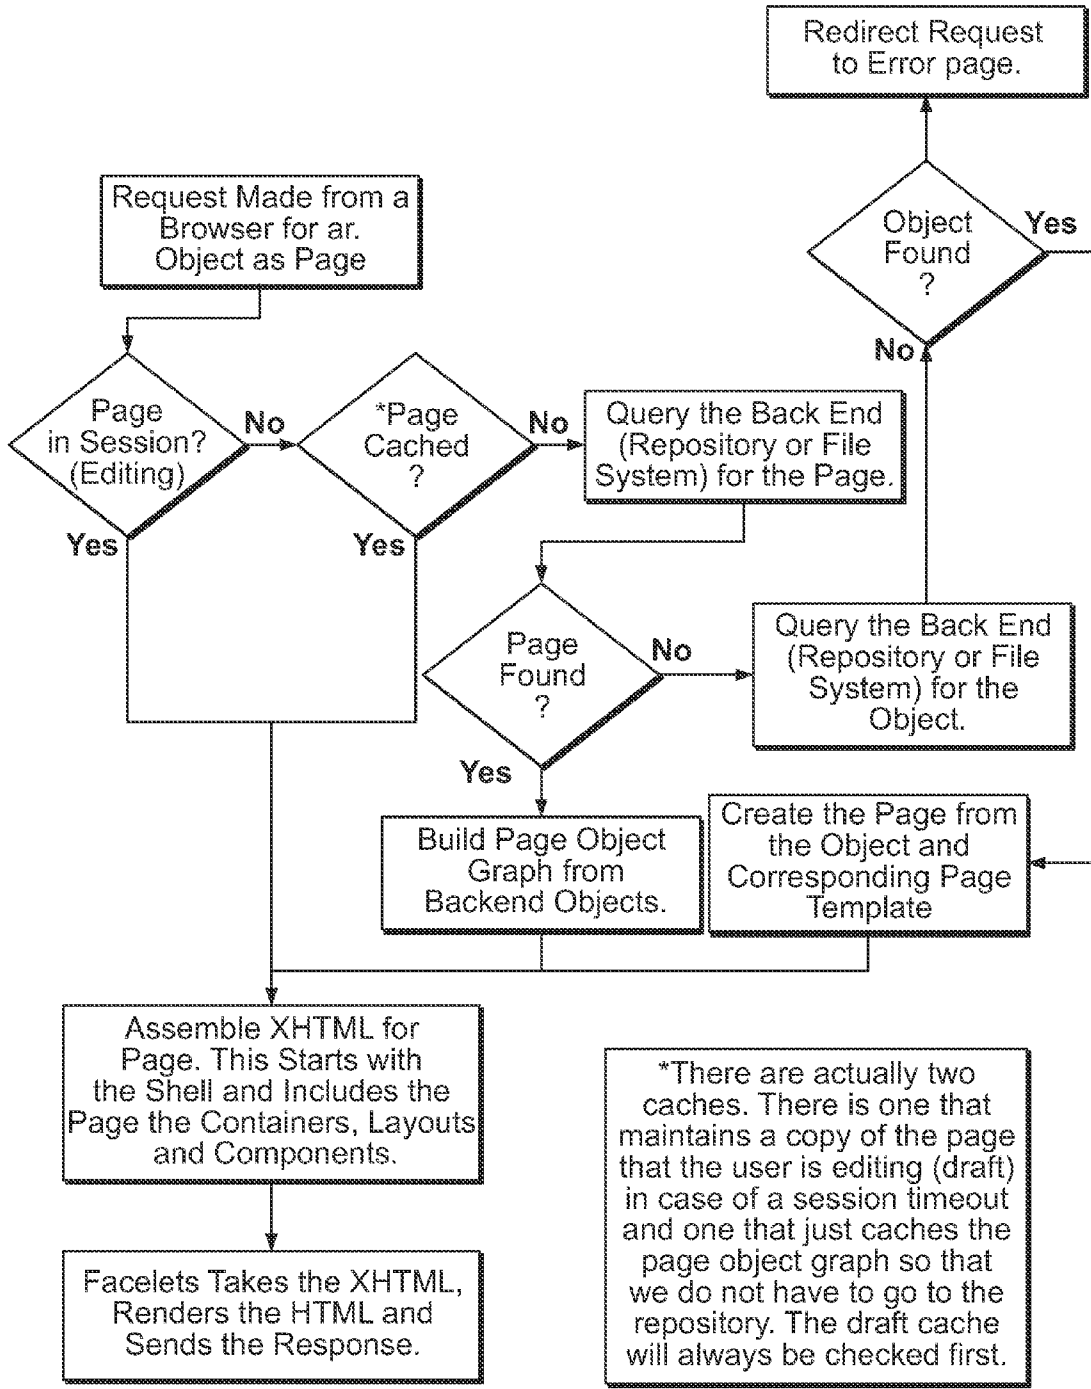 Redirect Request
to Error page.
Request Made from a
Browser for ar.
Object as Page
Object
Found
?
Yes
No
Page
in Session?
(Editing)
No
Yes
*Page
Cached
?
No
Yes
Query the Back End
(Repository or File
System) for the Page.
Page
Found
?
No
Yes
Query the Back End
(Repository or File
System) for the
Object.
Build Page Object
Graph from
Backend Objects.
Create the Page from
the Object and
Corresponding Page
Template
Assemble XHTML for
Page. This Starts with
the Shell and Includes the
Page the Containers, Layouts
and Components.
Facelets Takes the XHTML,
Renders the HTML and
Sends the Response.
*There are actually two
caches. There is one that
maintains a copy of the page
that the user is editing (draft)
in case of a session timeout
and one that just caches the
page object graph so that
we do not have to go to the
repository. The draft cache
will always be checked first.